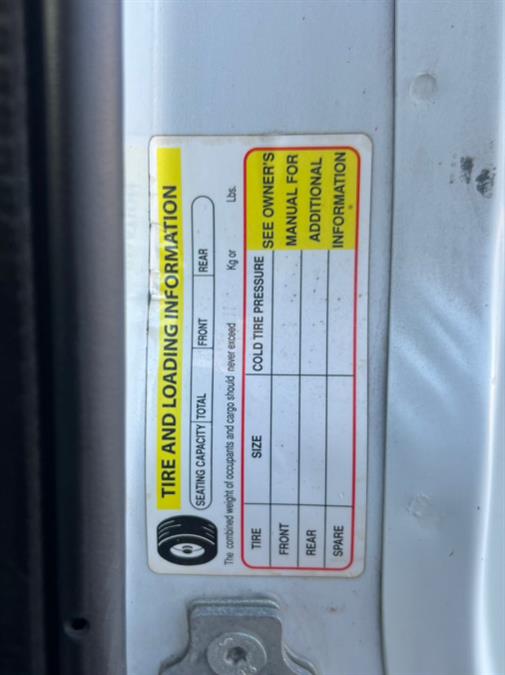 TIRE AND LOADING INFORMATION
SEATING CAPACITY TOTAL FRONT REAR
The combined weight of occupants and cargo should never exceed Kg or Lbs.
TIRE SIZE COLD TIRE PRESSURE SEE OWNER'S
FRONT MANUAL FOR
REAR ADDITIONAL
SPARE INFORMATION